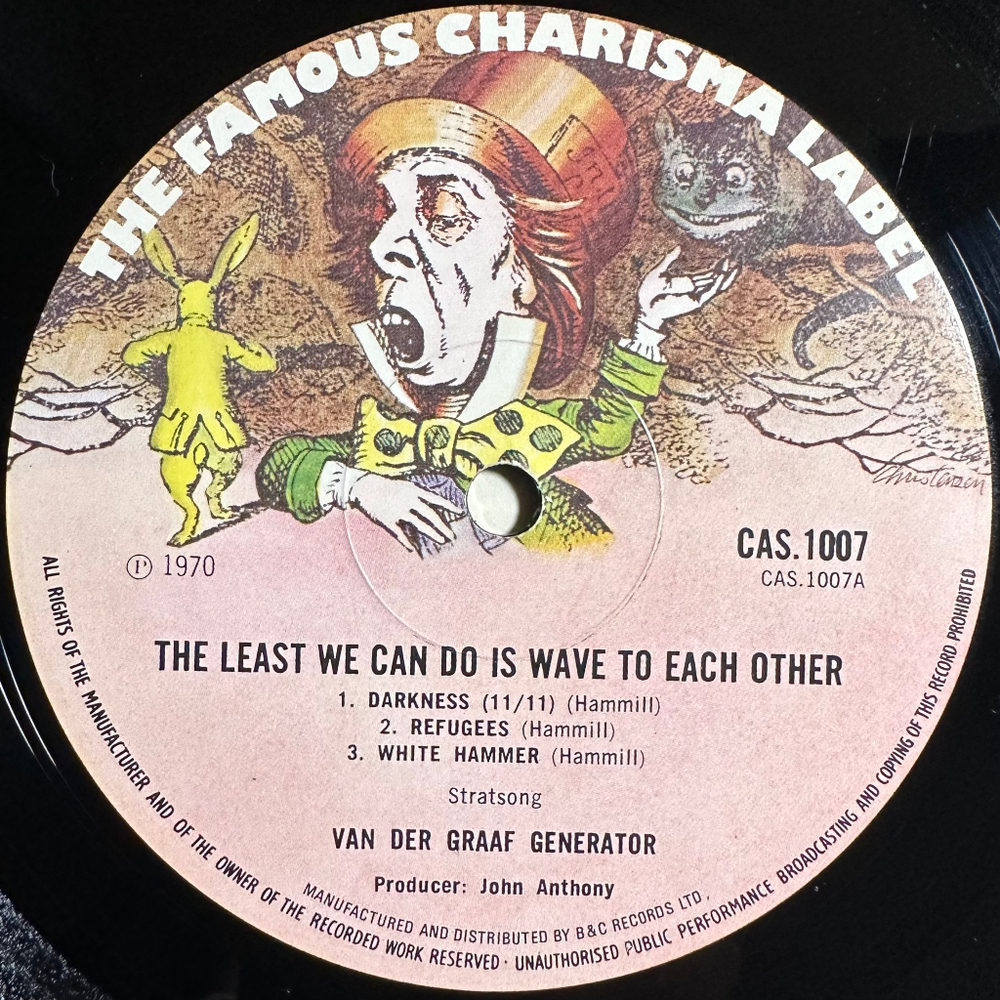 THE FAMOUS CHARISMA LABEL
Christensen
CAS.1007
Ⓟ 1970
CAS.1007A
THE LEAST WE CAN DO IS WAVE TO EACH OTHER
1. DARKNESS (11/11) (Hammill)
2. REFUGEES (Hammill)
3. WHITE HAMMER (Hammill)
Stratsong
VAN DER GRAAF GENERATOR
Producer: John Anthony
MANUFACTURED AND DISTRIBUTED BY B&C RECORDS LTD,
ALL RIGHTS OF THE MANUFACTURER AND OF THE OWNER OF THE RECORDED WORK RESERVED · UNAUTHORISED PUBLIC PERFORMANCE BROADCASTING AND COPYING OF THIS RECORD PROHIBITED